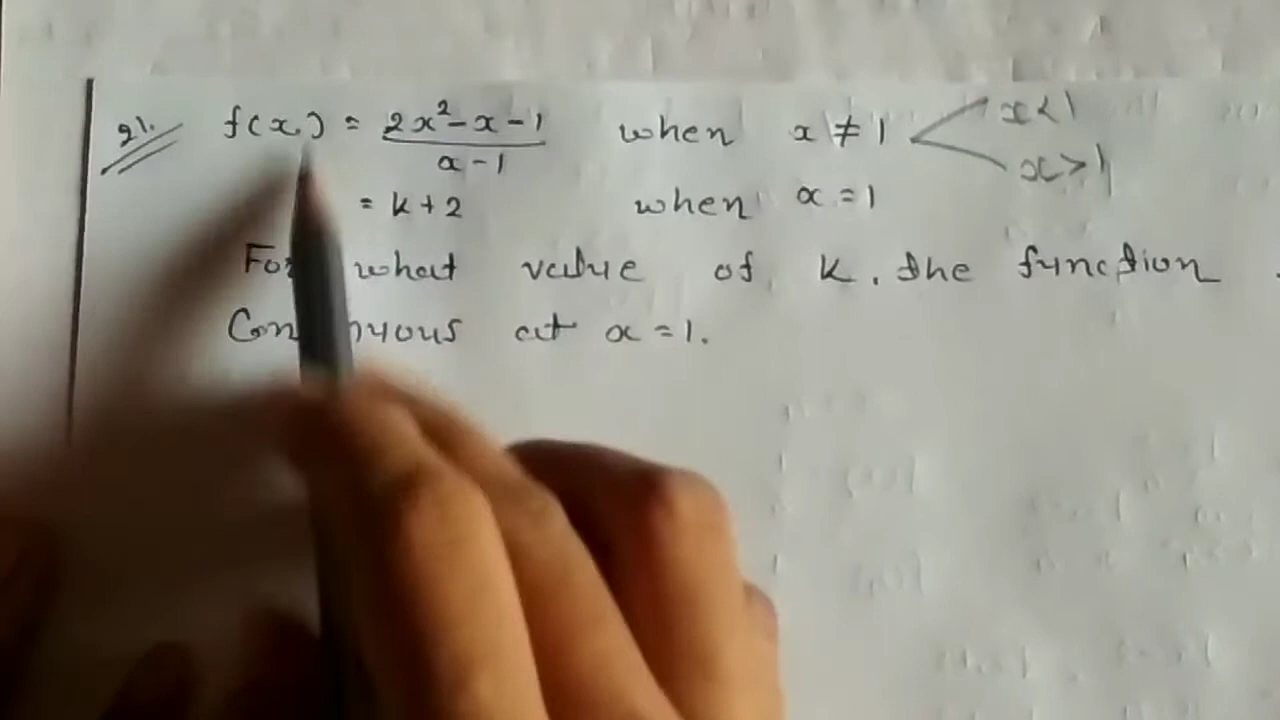 21. f(x) = 2x²-x-1 / x-1 when x ≠ 1 x<1 x>1
= k+2 when x = 1
what value of k. the function
at x = 1.